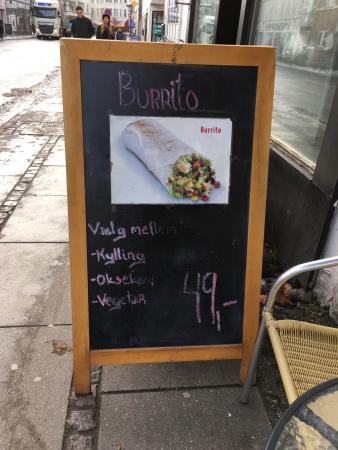 BURRITO
Burrito
Vælg mellem
-Kylling
-Oksekød
-Vegetar
49,-